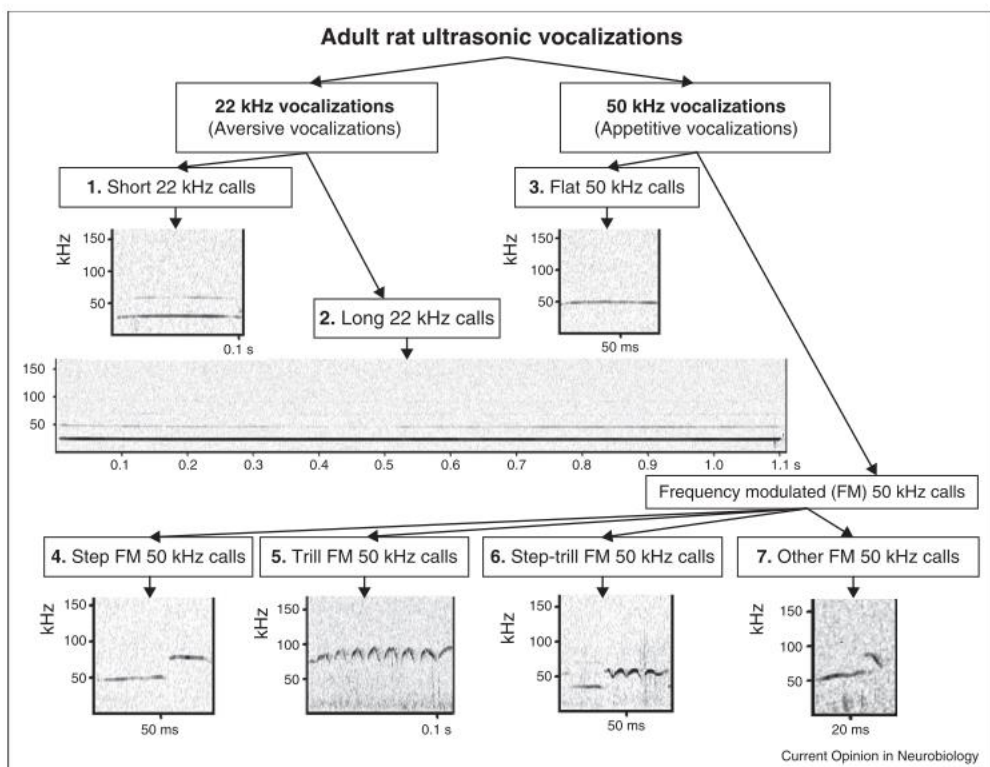 Adult rat ultrasonic vocalizations
22 kHz vocalizations
(Aversive vocalizations)
50 kHz vocalizations
(Appetitive vocalizations)
1. Short 22 kHz calls
3. Flat 50 kHz calls
kHz
150
100
50
0.1 s
kHz
150
100
50
50 ms
2. Long 22 kHz calls
150
100
50
0.1 0.2 0.3 0.4 0.5 0.6 0.7 0.8 0.9 1.0 1.1 s
Frequency modulated (FM) 50 kHz calls
4. Step FM 50 kHz calls
5. Trill FM 50 kHz calls
6. Step-trill FM 50 kHz calls
7. Other FM 50 kHz calls
kHz
150
100
50
50 ms
kHz
150
100
50
0.1 s
kHz
150
100
50
50 ms
kHz
150
100
50
20 ms
Current Opinion in Neurobiology